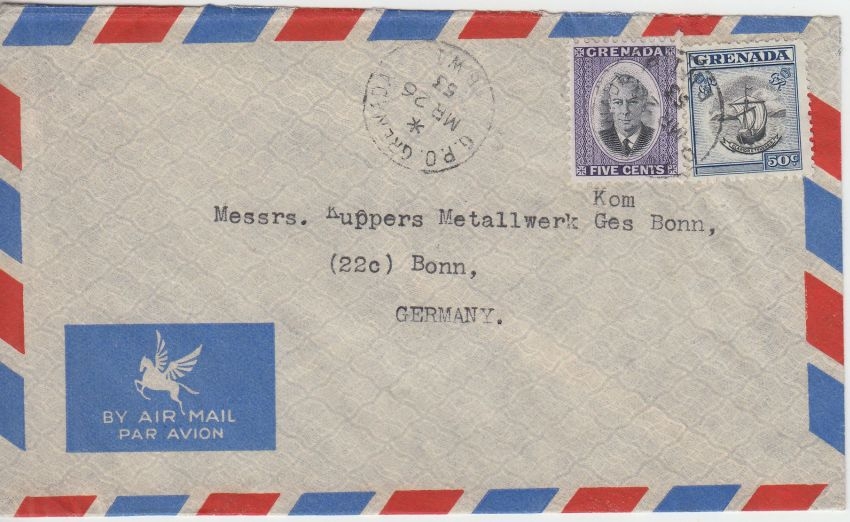 G.P.O. GRENADA B.W.I.
*
MR 26
53
GRENADA
FIVE CENTS
GRENADA
50c
Kom
Messrs. Kuppers Metallwerk Ges Bonn,
(22c) Bonn,
GERMANY.
BY AIR MAIL
PAR AVION